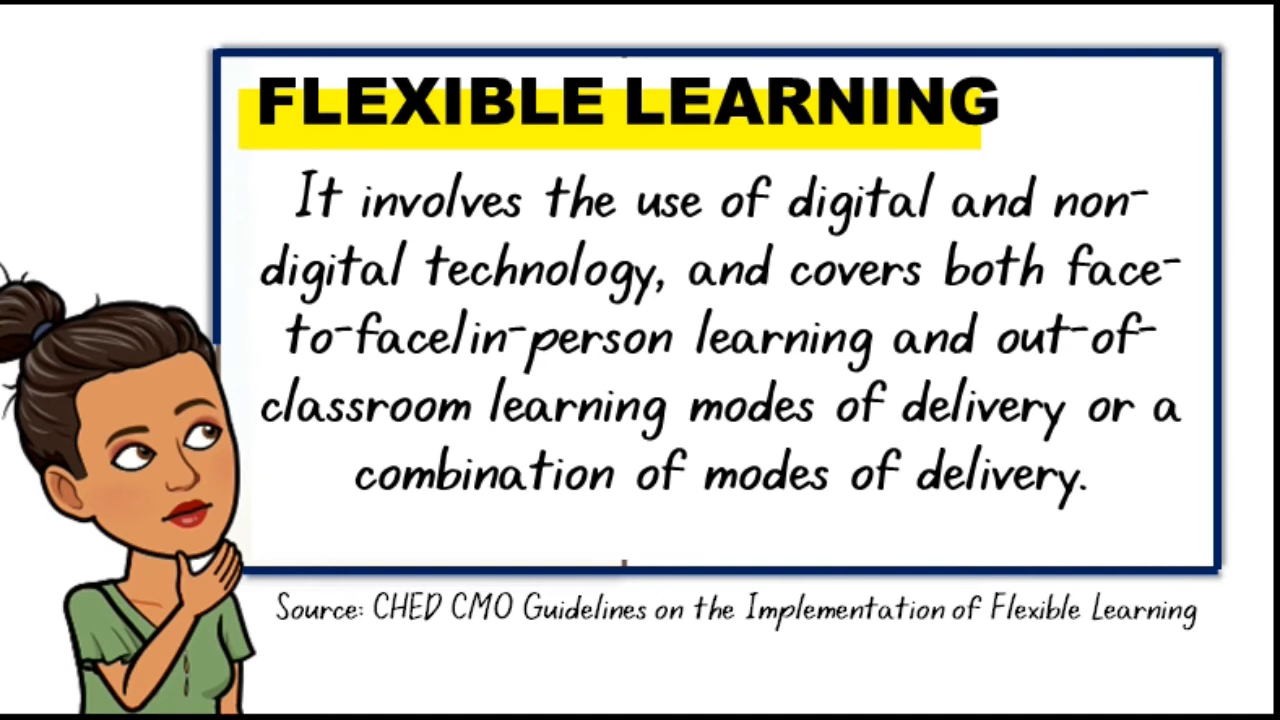 FLEXIBLE LEARNING
It involves the use of digital and non-
digital technology, and covers both face-
to-face/in-person learning and out-of-
classroom learning modes of delivery or a
combination of modes of delivery.
Source: CHED CMO Guidelines on the Implementation of Flexible Learning